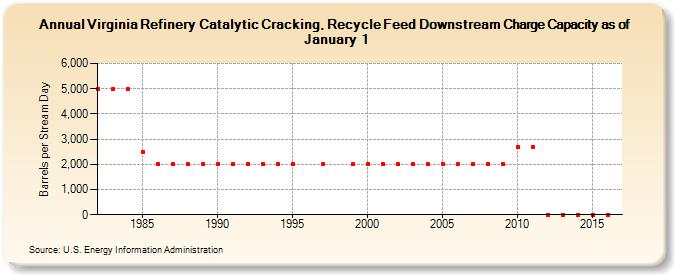 Annual Virginia Refinery Catalytic Cracking. Recycle Feed Downstream Charge Capacity as of
January 1
6,000
5,000
4,000
3,000
2,000
1,000
0
Barrels per Stream Day
1985 1990 1995 2000 2005 2010 2015
Source: U.S. Energy Information Administration